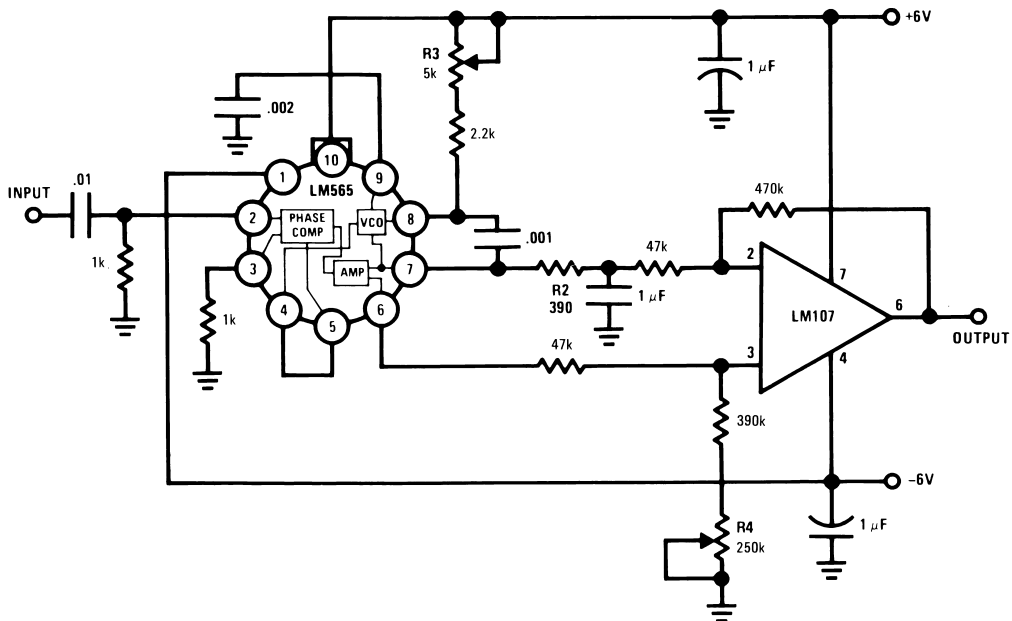 +6V
R3
5k
1 μF
.002
2.2k
10
1
LM565
9
INPUT
.01
470k
2
PHASE
COMP
VCO
8
.001
47k
2
1k
3
AMP
7
R2
390
1 μF
7
4
5
6
LM107
6
1k
47k
3
4
OUTPUT
390k
–6V
R4
250k
1 μF